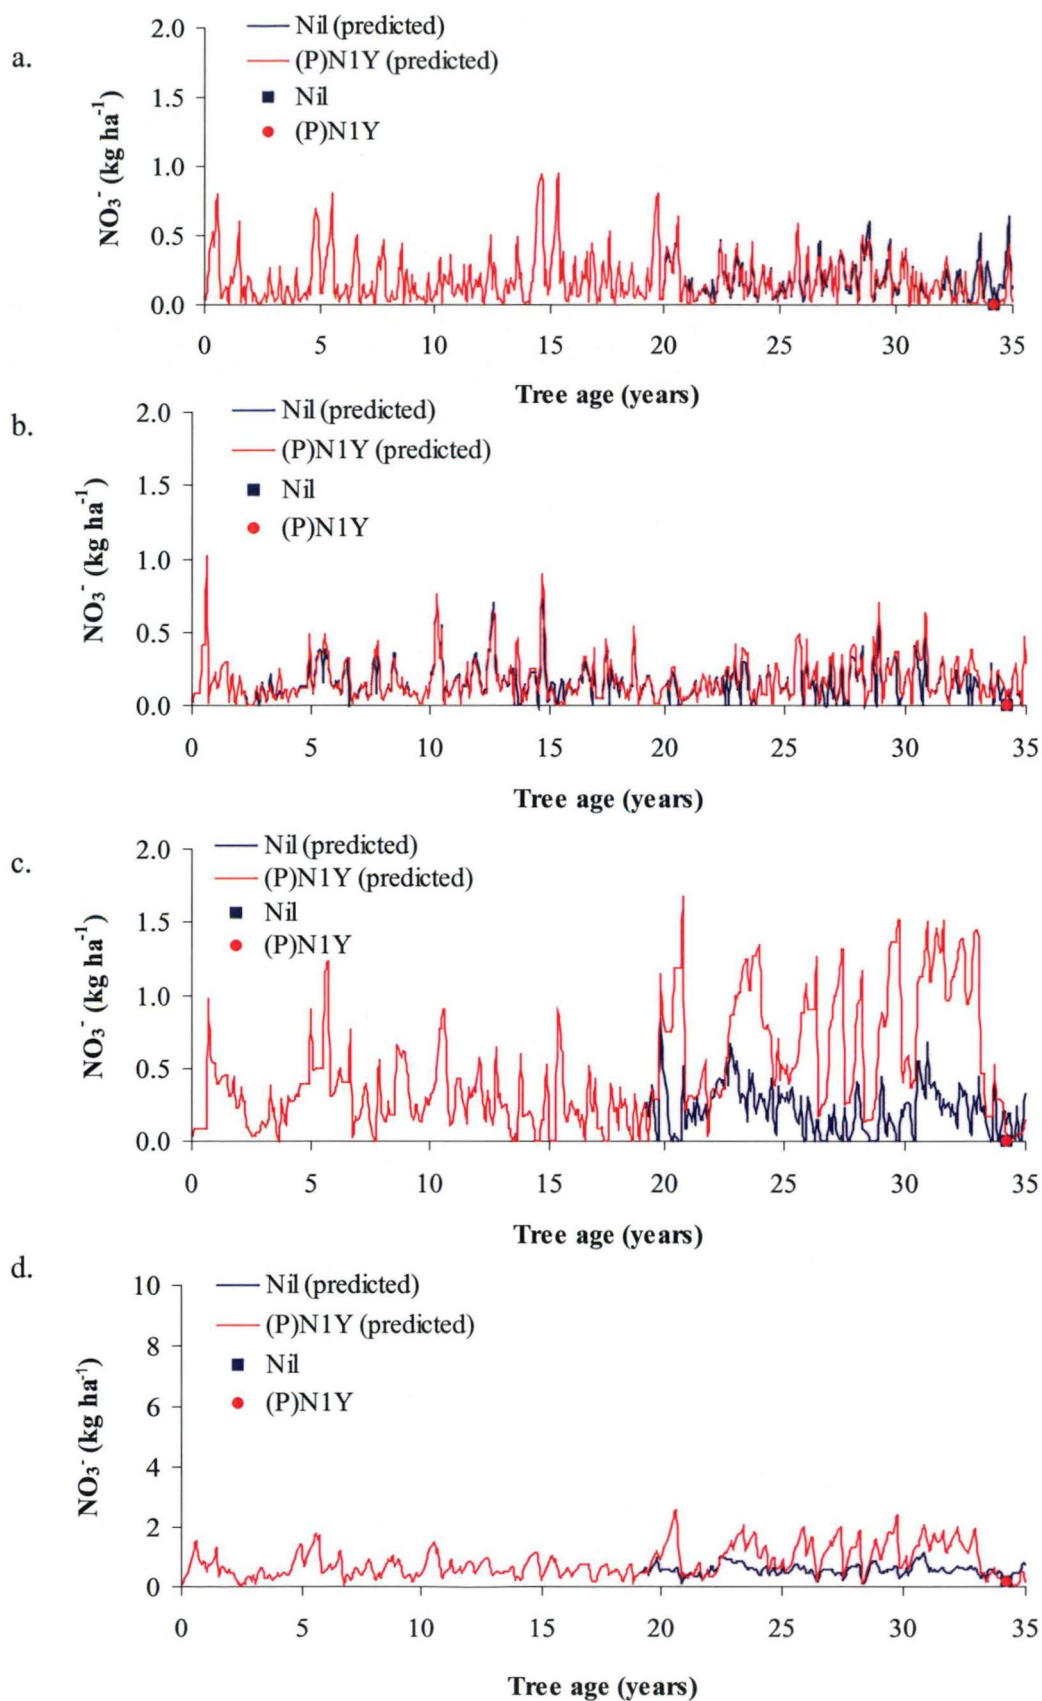 a.
NO₃⁻ (kg ha⁻¹)
2.0
1.5
1.0
0.5
0.0
Nil (predicted)
(P)N1Y (predicted)
Nil
(P)N1Y
0 5 10 15 20 25 30 35
Tree age (years)
b.
NO₃⁻ (kg ha⁻¹)
2.0
1.5
1.0
0.5
0.0
Nil (predicted)
(P)N1Y (predicted)
Nil
(P)N1Y
0 5 10 15 20 25 30 35
Tree age (years)
c.
NO₃⁻ (kg ha⁻¹)
2.0
1.5
1.0
0.5
0.0
Nil (predicted)
(P)N1Y (predicted)
Nil
(P)N1Y
0 5 10 15 20 25 30 35
Tree age (years)
d.
NO₃⁻ (kg ha⁻¹)
10
8
6
4
2
0
Nil (predicted)
(P)N1Y (predicted)
Nil
(P)N1Y
0 5 10 15 20 25 30 35
Tree age (years)